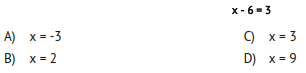 x - 6 = 3
A) x = -3
C) x = 3
B) x = 2
D) x = 9